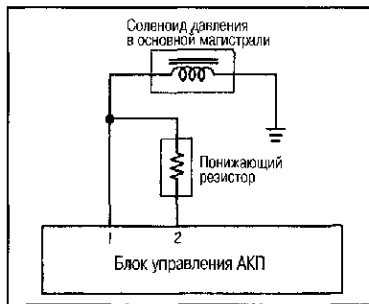 Соленоид давления
в основной магистрали
Понижающий
резистор
1 2
Блок управления АКП